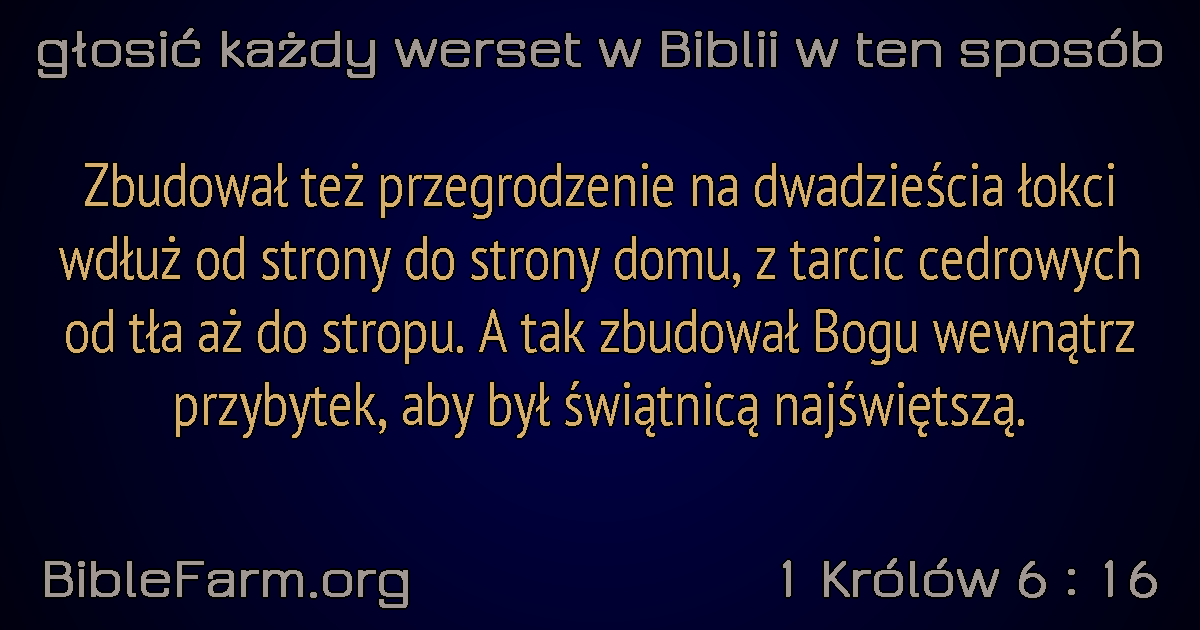 głosić każdy werset w Biblii w ten sposób
Zbudował też przegrodzenie na dwadzieścia łokci
wdłuż od strony do strony domu, z tarcic cedrowych
od tła aż do stropu. A tak zbudował Bogu wewnątrz
przybytek, aby był świątnicą najświętszą.
BibleFarm.org
1 Królów 6 : 16